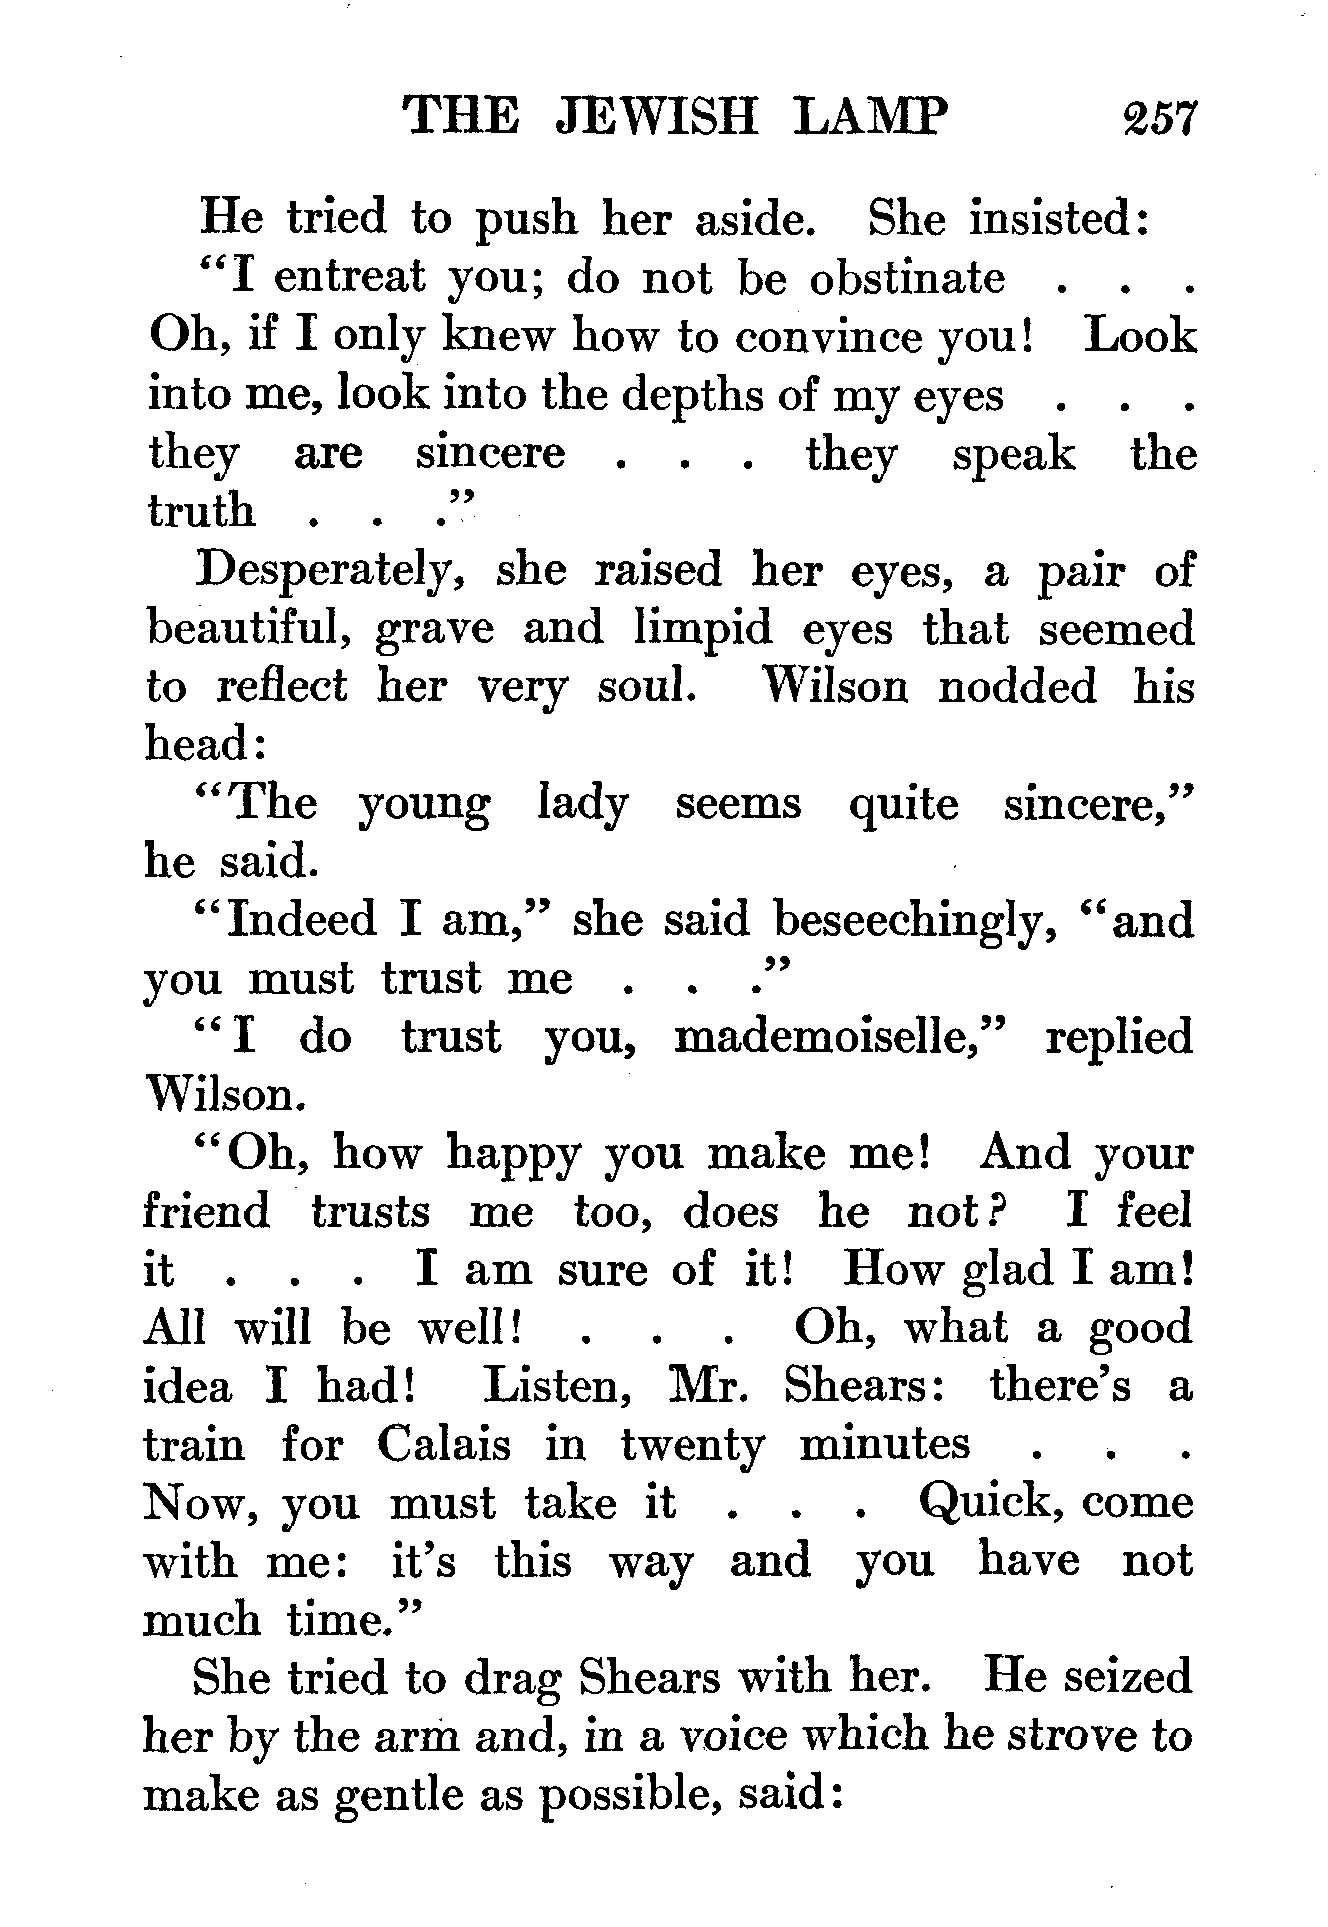 THE JEWISH LAMP 257
He tried to push her aside. She insisted:
“I entreat you; do not be obstinate . . .
Oh, if I only knew how to convince you! Look
into me, look into the depths of my eyes . . .
they are sincere . . . they speak the
truth . . .”
Desperately, she raised her eyes, a pair of
beautiful, grave and limpid eyes that seemed
to reflect her very soul. Wilson nodded his
head:
“The young lady seems quite sincere,”
he said.
“Indeed I am,” she said beseechingly, “and
you must trust me . . .”
“I do trust you, mademoiselle,” replied
Wilson.
“Oh, how happy you make me! And your
friend trusts me too, does he not? I feel
it . . . I am sure of it! How glad I am!
All will be well! . . . Oh, what a good
idea I had! Listen, Mr. Shears: there’s a
train for Calais in twenty minutes . . .
Now, you must take it . . . Quick, come
with me: it’s this way and you have not
much time.”
She tried to drag Shears with her. He seized
her by the arm and, in a voice which he strove to
make as gentle as possible, said: